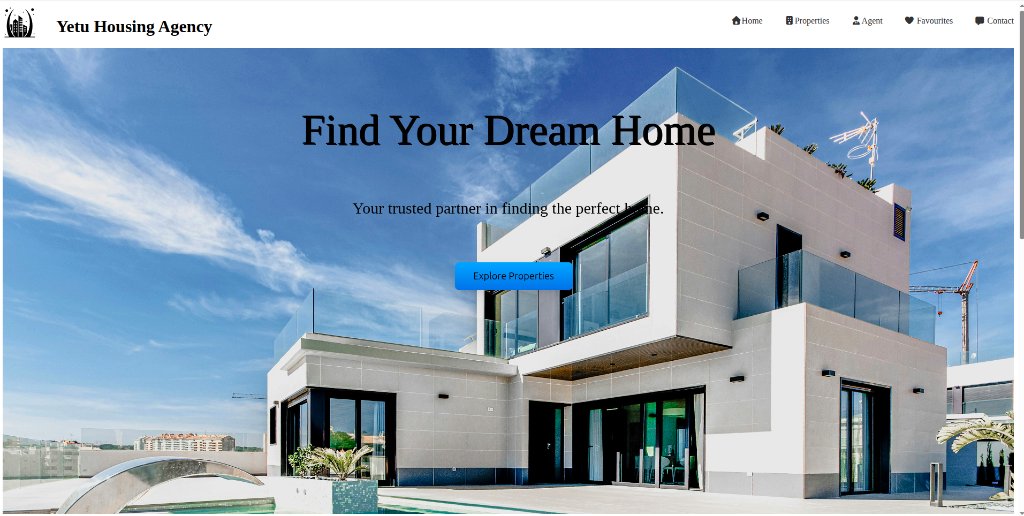 Yetu Housing Agency
Home Properties Agent Favourites Contact
Find Your Dream Home
Your trusted partner in finding the perfect home.
Explore Properties